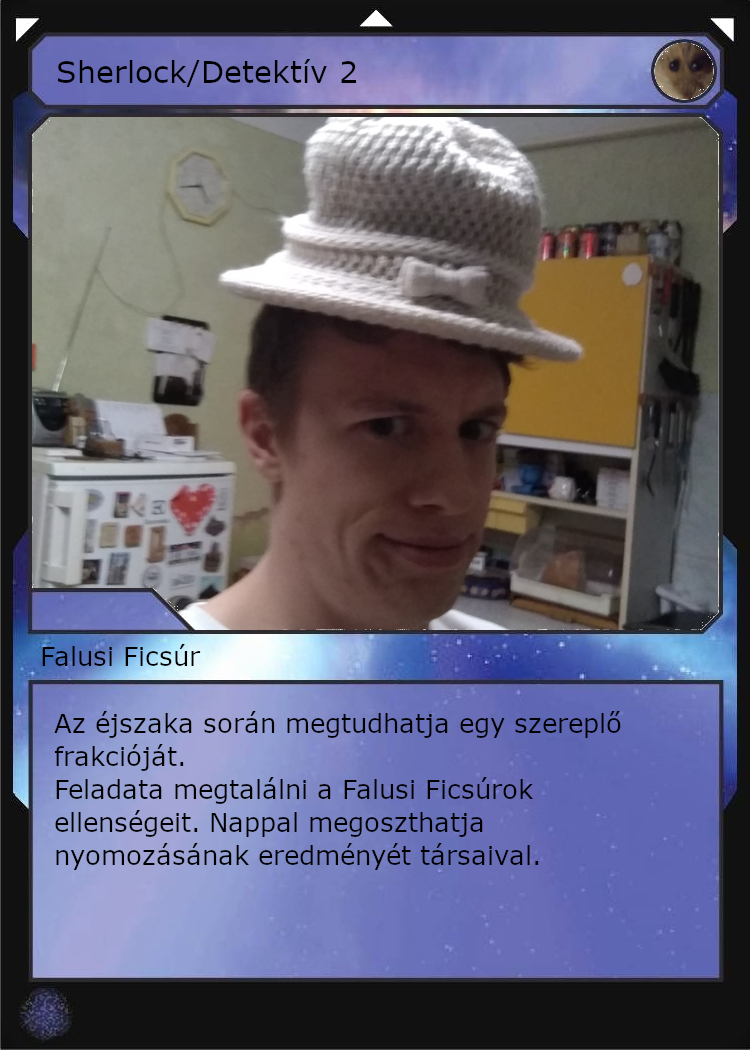 Sherlock/Detektív 2
Falusi Ficsúr
Az éjszaka során megtudhatja egy szereplő
frakcióját.
Feladata megtalálni a Falusi Ficsúrok
ellenségeit. Nappal megoszthatja
nyomozásának eredményét társaival.